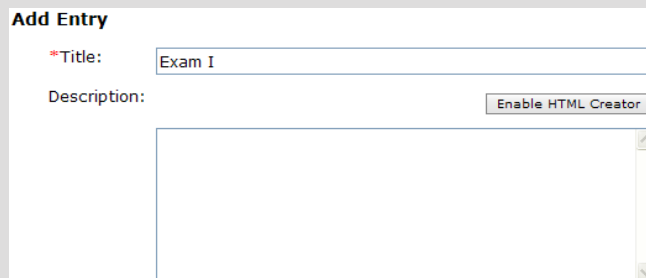 Add Entry
*Title: Exam I
Description:
Enable HTML Creator